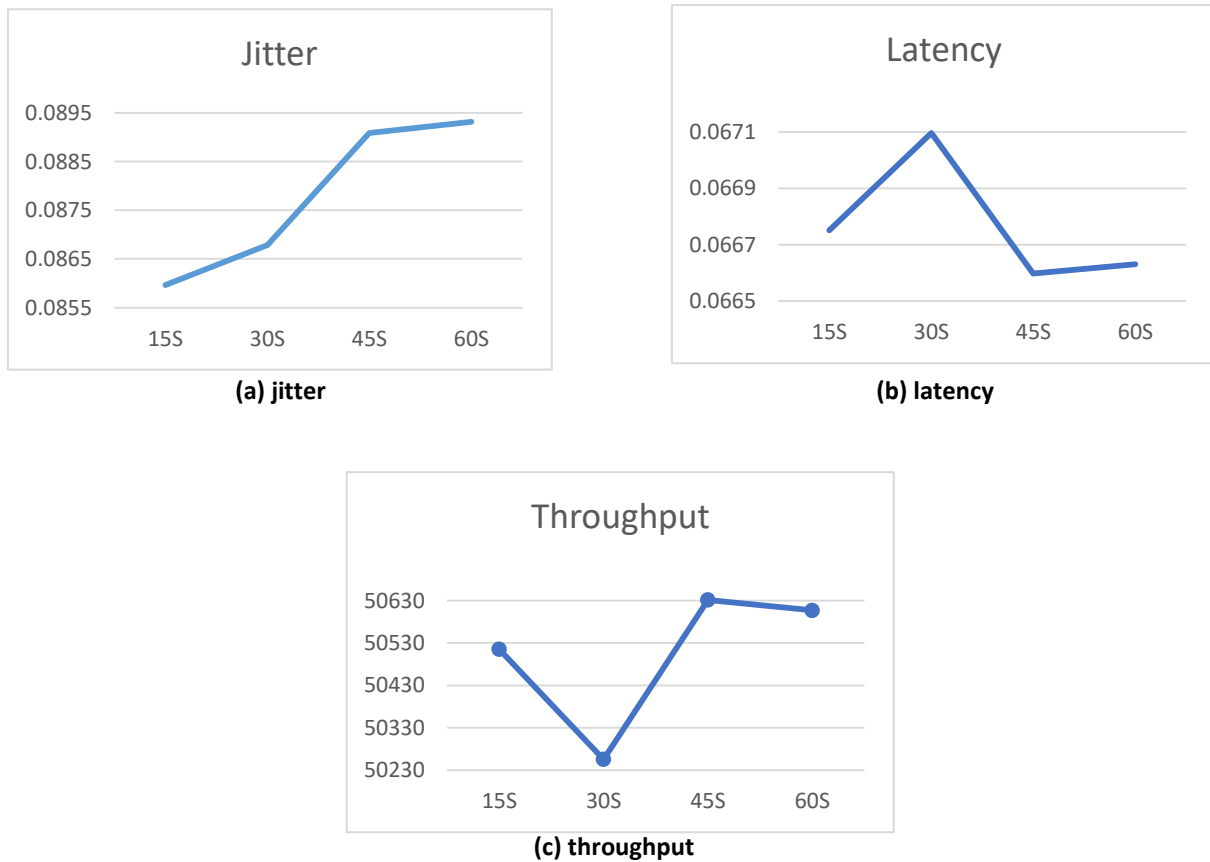 Jitter
0.0895
0.0885
0.0875
0.0865
0.0855
15S 30S 45S 60S
(a) jitter
Latency
0.0671
0.0669
0.0667
0.0665
15S 30S 45S 60S
(b) latency
Throughput
50630
50530
50430
50330
50230
15S 30S 45S 60S
(c) throughput